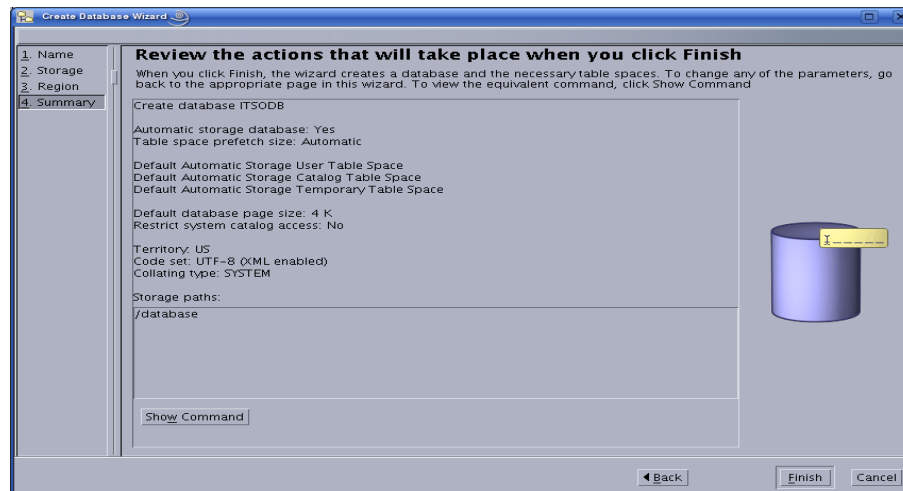 Create Database Wizard
1. Name
2. Storage
3. Region
4. Summary
Review the actions that will take place when you click Finish
When you click Finish, the wizard creates a database and the necessary table spaces. To change any of the parameters, go
back to the appropriate page in this wizard. To view the equivalent command, click Show Command
Create database ITSODB
Automatic storage database: Yes
Table space prefetch size: Automatic
Default Automatic Storage User Table Space
Default Automatic Storage Catalog Table Space
Default Automatic Storage Temporary Table Space
Default database page size: 4 K
Restrict system catalog access: No
Territory: US
Code set: UTF-8 (XML enabled)
Collating type: SYSTEM
Storage paths:
/database
Show Command
Back
Finish
Cancel